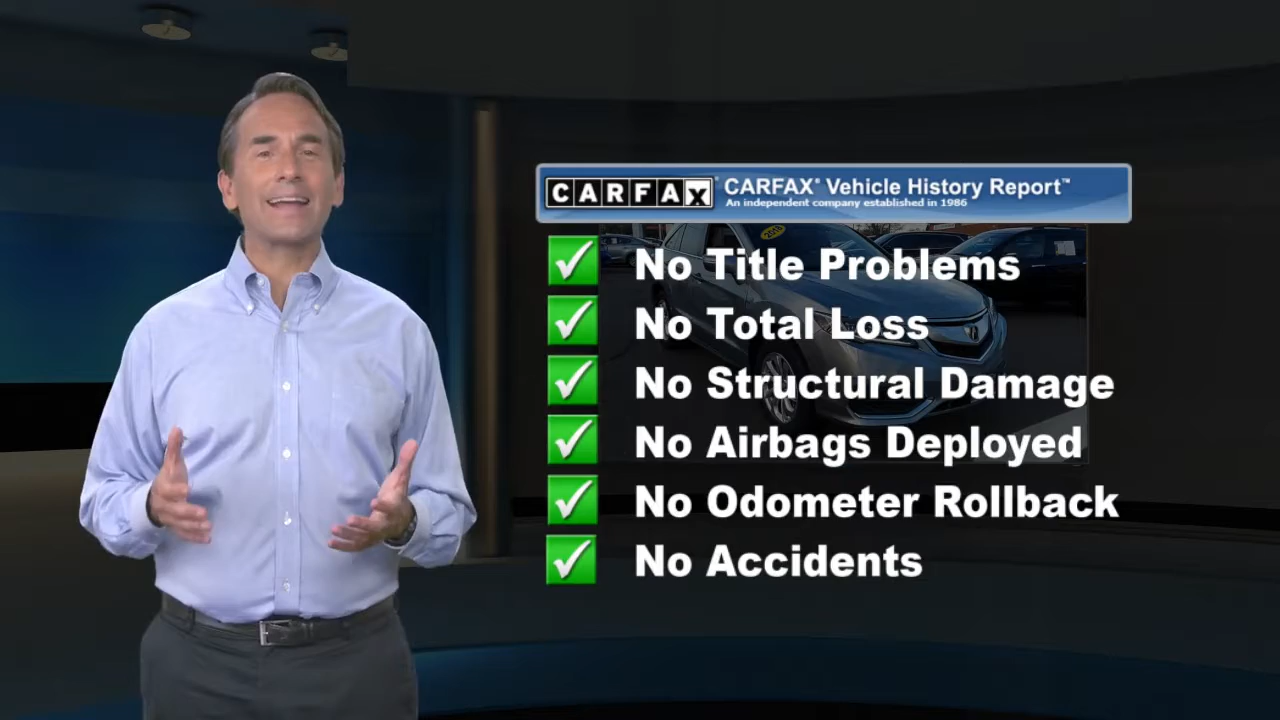 CARFAX® CARFAX® Vehicle History Report™
An independent company established in 1986
No Title Problems
No Total Loss
No Structural Damage
No Airbags Deployed
No Odometer Rollback
No Accidents